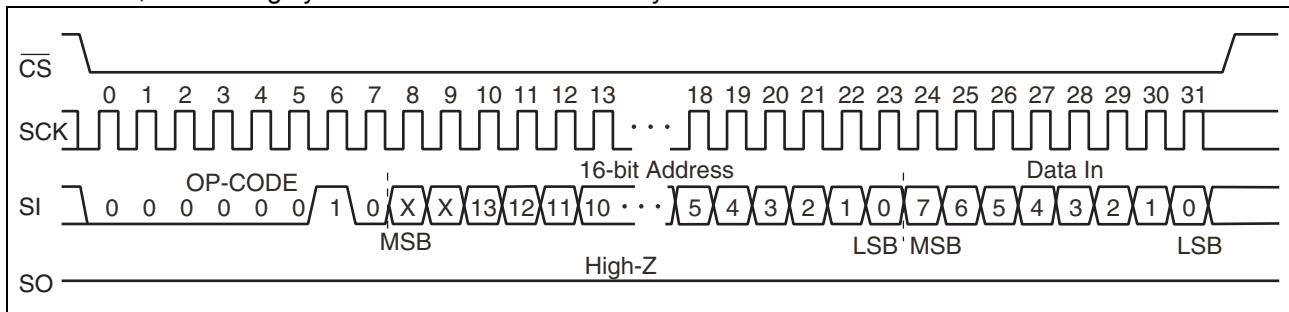 CS
0 1 2 3 4 5 6 7 8 9 10 11 12 13 18 19 20 21 22 23 24 25 26 27 28 29 30 31
SCK · · ·
OP-CODE 16-bit Address Data In
SI 0 0 0 0 0 0 1 0 X X 13 12 11 10 · · · 5 4 3 2 1 0 7 6 5 4 3 2 1 0
MSB LSB MSB LSB
High-Z
SO